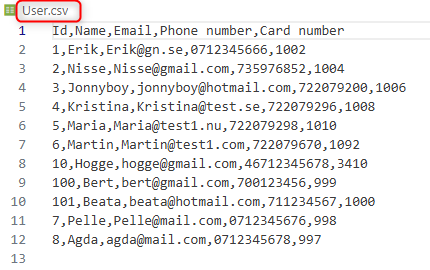 User.csv
1 Id,Name,Email,Phone number,Card number
2 1,Erik,Erik@gn.se,0712345666,1002
3 2,Nisse,Nisse@gmail.com,735976852,1004
4 3,Jonnyboy,jonnyboy@hotmail.com,722079200,1006
5 4,Kristina,Kristina@test.se,722079296,1008
6 5,Maria,Maria@test1.nu,722079298,1010
7 6,Martin,Martin@test1.com,722079670,1092
8 10,Hogge,hogge@gmail.com,46712345678,3410
9 100,Bert,bert@gmail.com,700123456,999
10 101,Beata,beata@hotmail.com,711234567,1000
11 7,Pelle,Pelle@mail.com,0712345676,998
12 8,Agda,agda@mail.com,0712345678,997
13